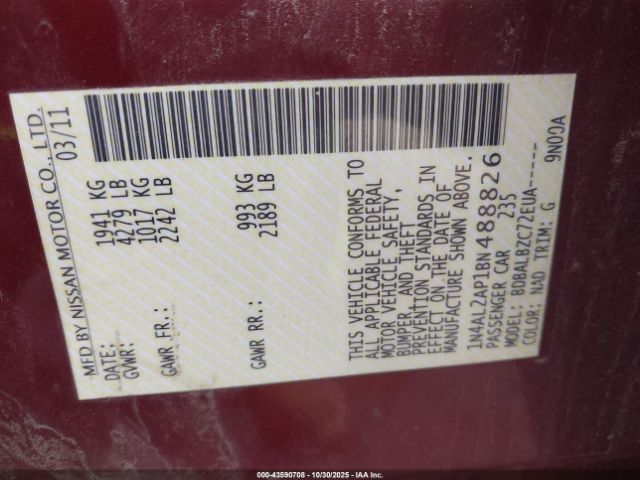 MFD BY NISSAN MOTOR CO., LTD.
DATE: 03/11
GVWR: 1941 KG
4279 LB
GAWR FR.: 1017 KG
2242 LB
GAWR RR.: 993 KG
2189 LB
THIS VEHICLE CONFORMS TO
ALL APPLICABLE FEDERAL
MOTOR VEHICLE SAFETY,
BUMPER, AND THEFT
PREVENTION STANDARDS IN
EFFECT ON THE DATE OF
MANUFACTURE SHOWN ABOVE.
1N4AL2AP1BN488826
PASSENGER CAR 235
MODEL: BDBALBZC72EUA-----
COLOR: NAD TRIM: G 9N00A
000-43590708 - 10/30/2025 - IAA Inc.